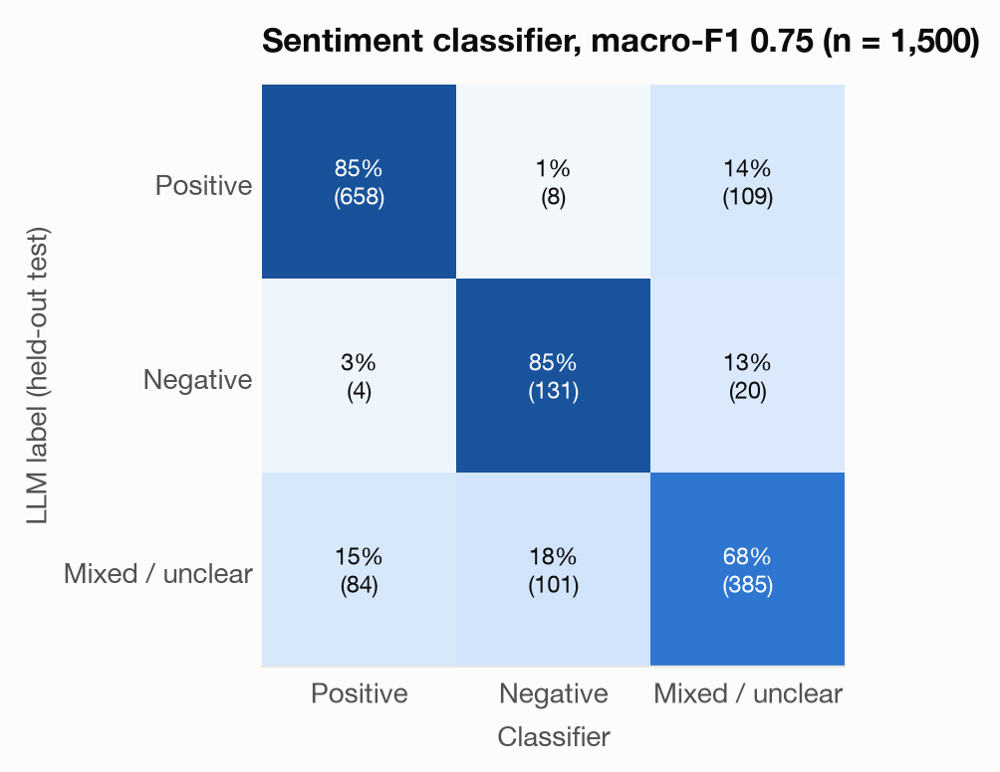 Sentiment classifier, macro-F1 0.75 (n = 1,500)
LLM label (held-out test)
Positive
85%
(658)
1%
(8)
14%
(109)
Negative
3%
(4)
85%
(131)
13%
(20)
Mixed / unclear
15%
(84)
18%
(101)
68%
(385)
Positive
Negative
Mixed / unclear
Classifier